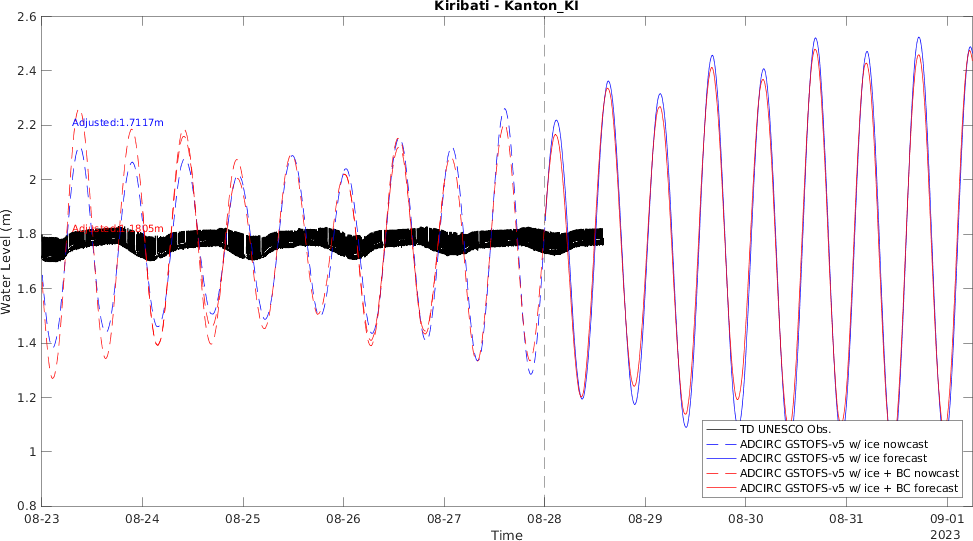 Kiribati - Kanton_KI
2.6
2.4
2.2
2
1.8
1.6
1.4
1.2
1
0.8
Water Level (m)
Adjusted:1.7117m
TD UNESCO Obs.
ADCIRC GSTOFS-v5 w/ ice nowcast
ADCIRC GSTOFS-v5 w/ ice forecast
ADCIRC GSTOFS-v5 w/ ice + BC nowcast
ADCIRC GSTOFS-v5 w/ ice + BC forecast
08-23
08-24
08-25
08-26
08-27
08-28
08-29
08-30
08-31
09-01
2023
Time